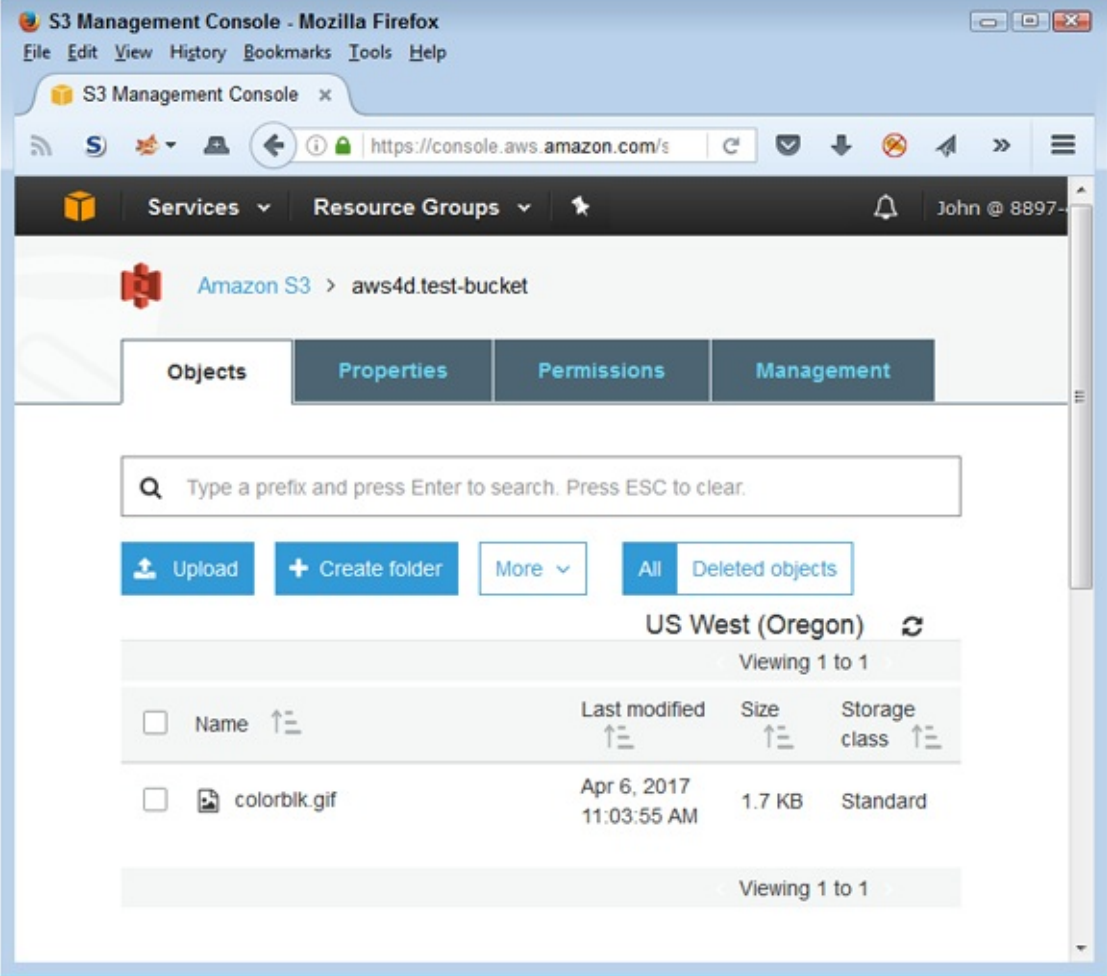 S3 Management Console - Mozilla Firefox
File Edit View History Bookmarks Tools Help
S3 Management Console ×
S https://console.aws.amazon.com/s
Services Resource Groups John @ 8897-
Amazon S3 > aws4d.test-bucket
Objects Properties Permissions Management
Type a prefix and press Enter to search. Press ESC to clear.
Upload + Create folder More All Deleted objects
US West (Oregon)
Viewing 1 to 1
Name Last modified Size Storage class
colorblk.gif Apr 6, 2017 11:03:55 AM 1.7 KB Standard
Viewing 1 to 1